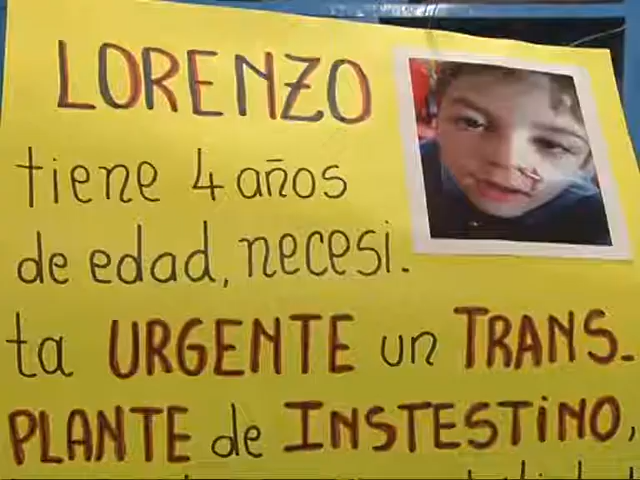 LORENZO
tiene 4 años
de edad, necesi.
ta URGENTE un TRANS-
PLANTE de INSTESTINO,